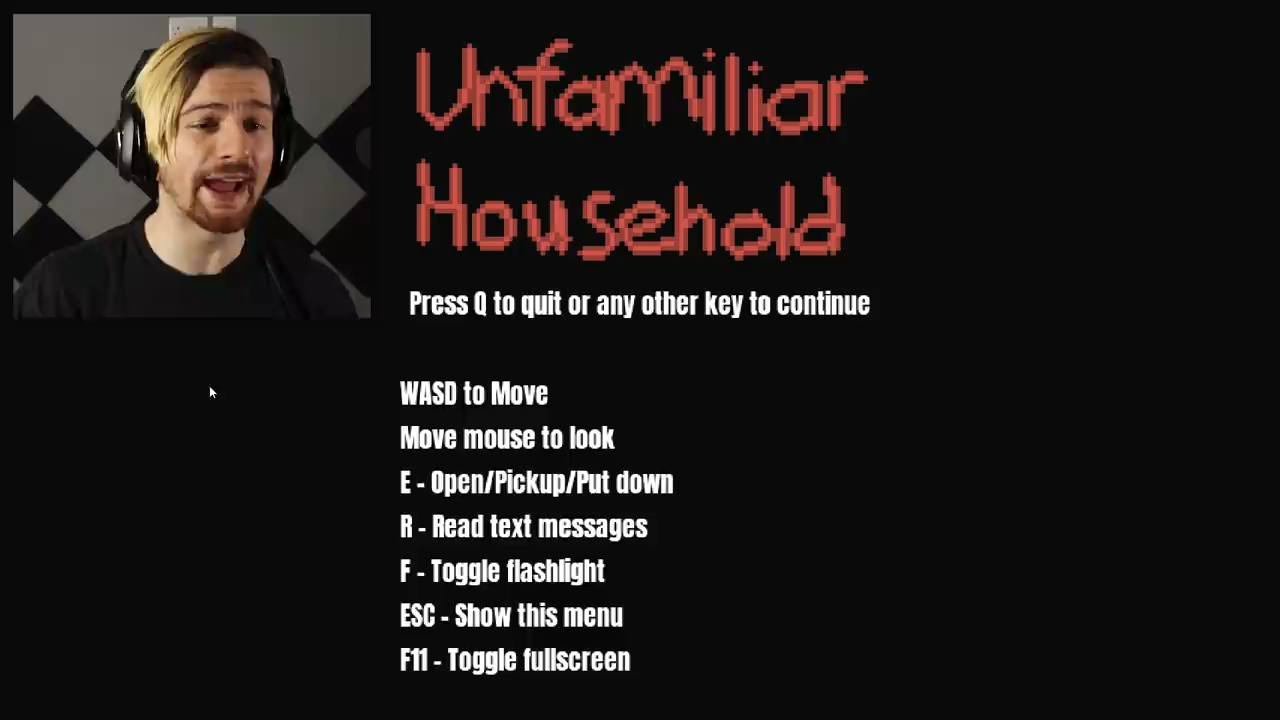 Unfamiliar
Household
Press Q to quit or any other key to continue
WASD to Move
Move mouse to look
E - Open/Pickup/Put down
R - Read text messages
F - Toggle flashlight
ESC - Show this menu
F11 - Toggle fullscreen